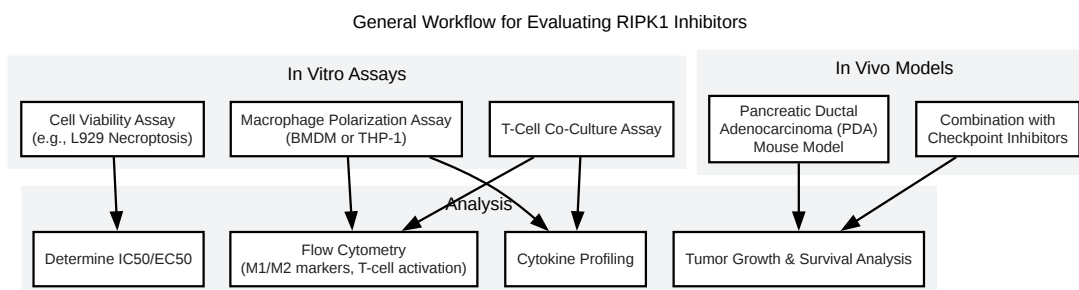 General Workflow for Evaluating RIPK1 Inhibitors
In Vitro Assays
Cell Viability Assay
(e.g., L929 Necroptosis)
Macrophage Polarization Assay
(BMDM or THP-1)
T-Cell Co-Culture Assay
In Vivo Models
Pancreatic Ductal
Adenocarcinoma (PDA)
Mouse Model
Combination with
Checkpoint Inhibitors
Analysis
Determine IC50/EC50
Flow Cytometry
(M1/M2 markers, T-cell activation)
Cytokine Profiling
Tumor Growth & Survival Analysis